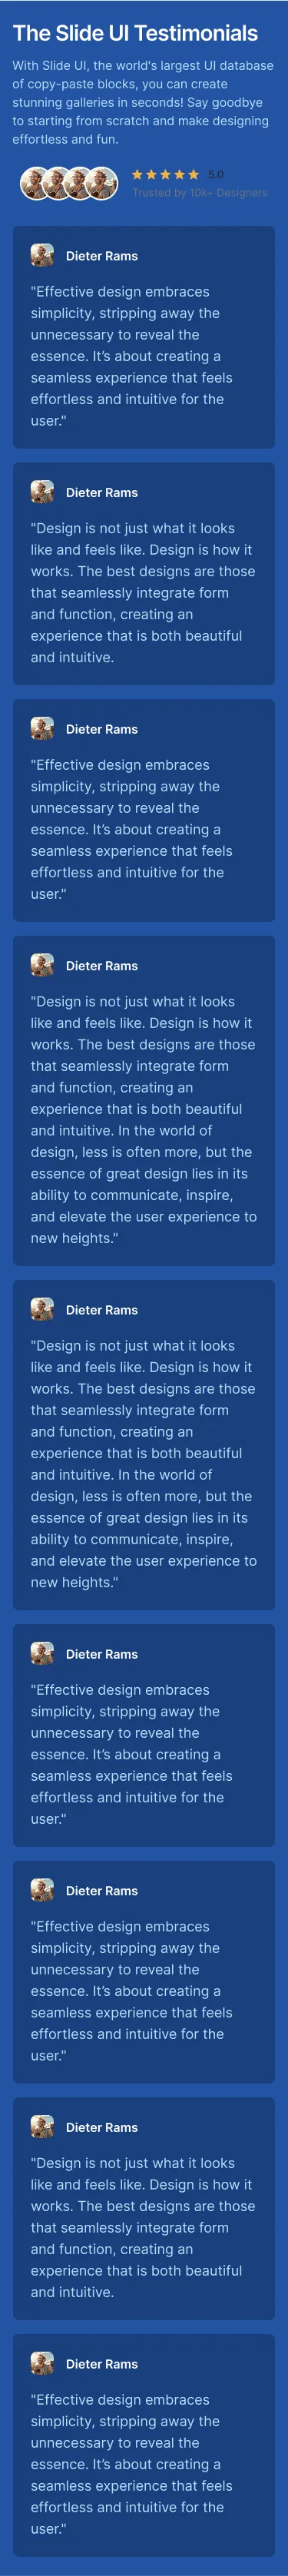 The Slide UI Testimonials
With Slide UI, the world's largest UI database
of copy-paste blocks, you can create
stunning galleries in seconds! Say goodbye
to starting from scratch and make designing
effortless and fun.
5.0
Trusted by 10k+ Designers
Dieter Rams
"Effective design embraces
simplicity, stripping away the
unnecessary to reveal the
essence. It’s about creating a
seamless experience that feels
effortless and intuitive for the
user."
Dieter Rams
"Design is not just what it looks
like and feels like. Design is how it
works. The best designs are those
that seamlessly integrate form
and function, creating an
experience that is both beautiful
and intuitive.
Dieter Rams
"Effective design embraces
simplicity, stripping away the
unnecessary to reveal the
essence. It’s about creating a
seamless experience that feels
effortless and intuitive for the
user."
Dieter Rams
"Design is not just what it looks
like and feels like. Design is how it
works. The best designs are those
that seamlessly integrate form
and function, creating an
experience that is both beautiful
and intuitive. In the world of
design, less is often more, but the
essence of great design lies in its
ability to communicate, inspire,
and elevate the user experience to
new heights."
Dieter Rams
"Design is not just what it looks
like and feels like. Design is how it
works. The best designs are those
that seamlessly integrate form
and function, creating an
experience that is both beautiful
and intuitive. In the world of
design, less is often more, but the
essence of great design lies in its
ability to communicate, inspire,
and elevate the user experience to
new heights."
Dieter Rams
"Effective design embraces
simplicity, stripping away the
unnecessary to reveal the
essence. It’s about creating a
seamless experience that feels
effortless and intuitive for the
user."
Dieter Rams
"Effective design embraces
simplicity, stripping away the
unnecessary to reveal the
essence. It’s about creating a
seamless experience that feels
effortless and intuitive for the
user."
Dieter Rams
"Design is not just what it looks
like and feels like. Design is how it
works. The best designs are those
that seamlessly integrate form
and function, creating an
experience that is both beautiful
and intuitive.
Dieter Rams
"Effective design embraces
simplicity, stripping away the
unnecessary to reveal the
essence. It’s about creating a
seamless experience that feels
effortless and intuitive for the
user."